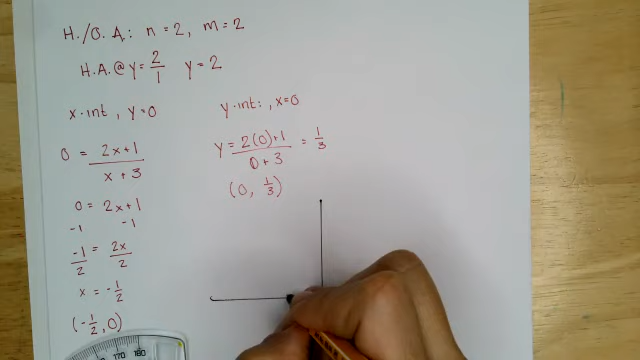 H./O.A: n=2, m=2
H.A@y=2/1 y=2
x-int, y=0
0 = 2x+1/x+3
0 = 2x+1
-1 -1
-1/2 = 2x/2
x = -1/2
(-1/2, 0)
y-int:, x=0
y = 2(0)+1/0+3 = 1/3
(0, 1/3)
170 180